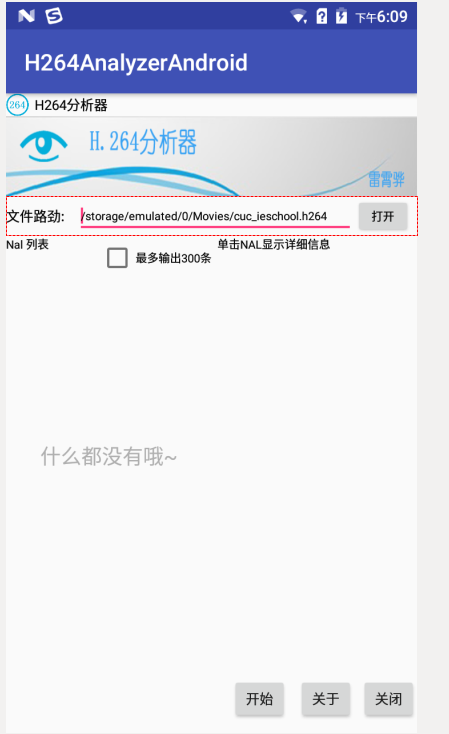 下午6:09
H264AnalyzerAndroid
264 H264分析器
H.264分析器
雷霄骅
文件路劲: /storage/emulated/0/Movies/cuc_ieschool.h264 打开
Nal 列表 单击NAL显示详细信息
最多输出300条
什么都没有哦~
开始 关于 关闭